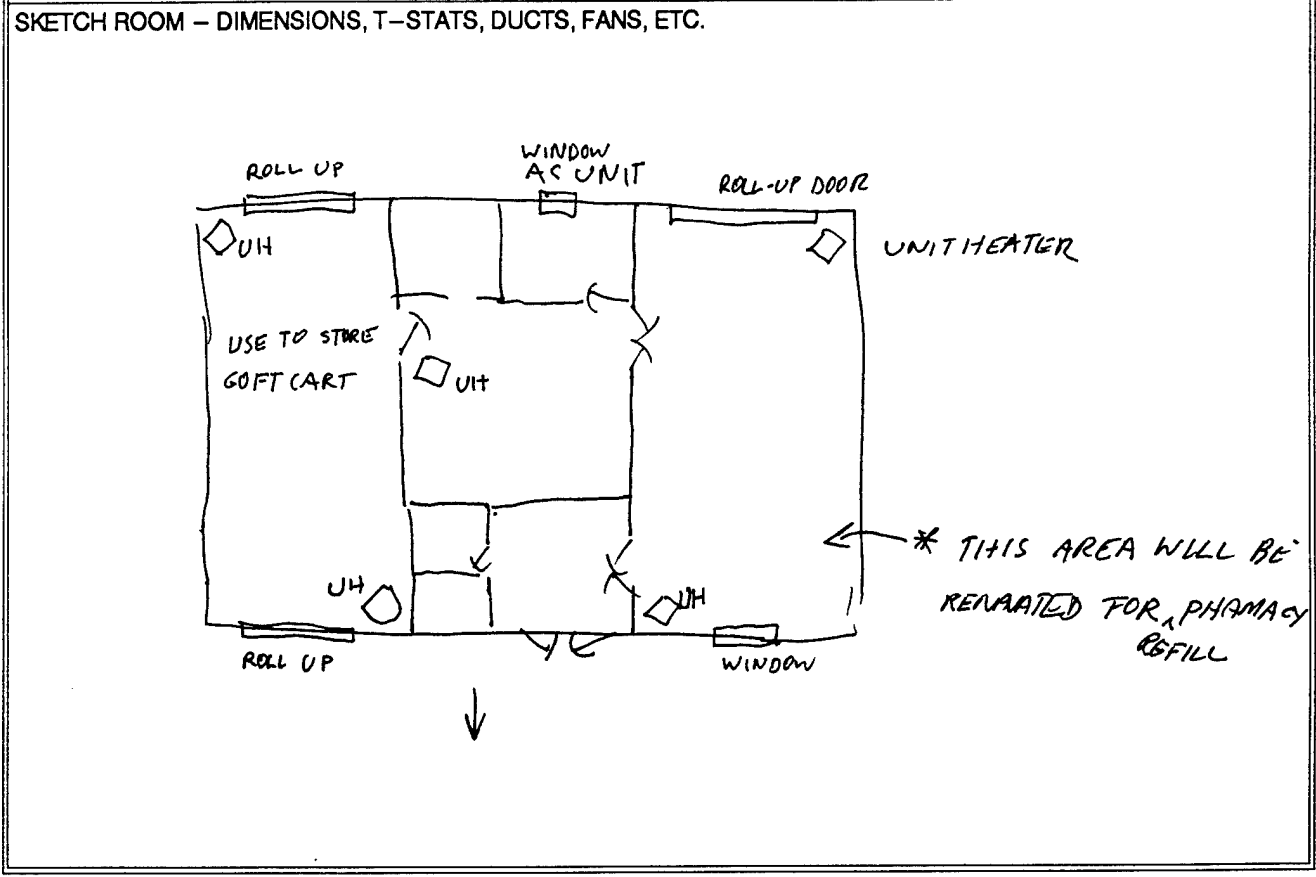 SKETCH ROOM – DIMENSIONS, T–STATS, DUCTS, FANS, ETC.
ROLL UP
WINDOW
AC UNIT
ROLL-UP DOOR
UH
UNIT HEATER
USE TO STORE
GOFT CART
UH
* THIS AREA WILL BE
FOR ‸ PHAMACY
REFILL
UH
UH
ROLL UP
WINDOW